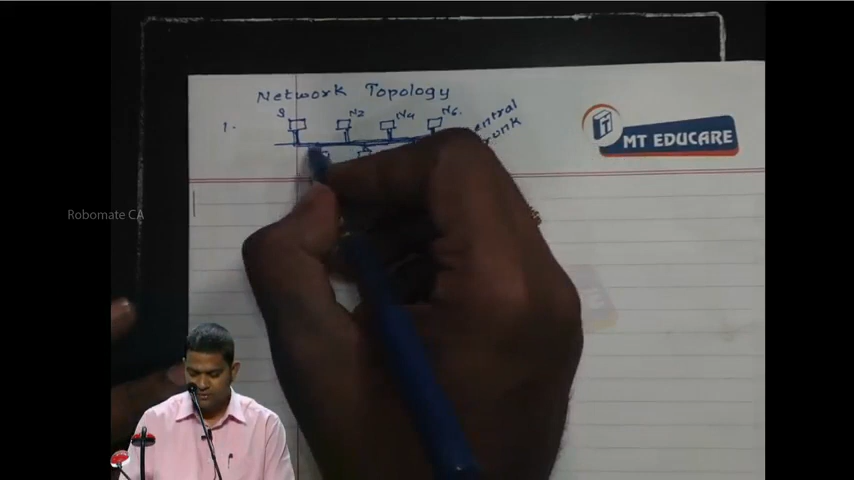 Network Topology
1.
S N2 N4 N6
Central
Trunk
MT EDUCARE
Robomate CA